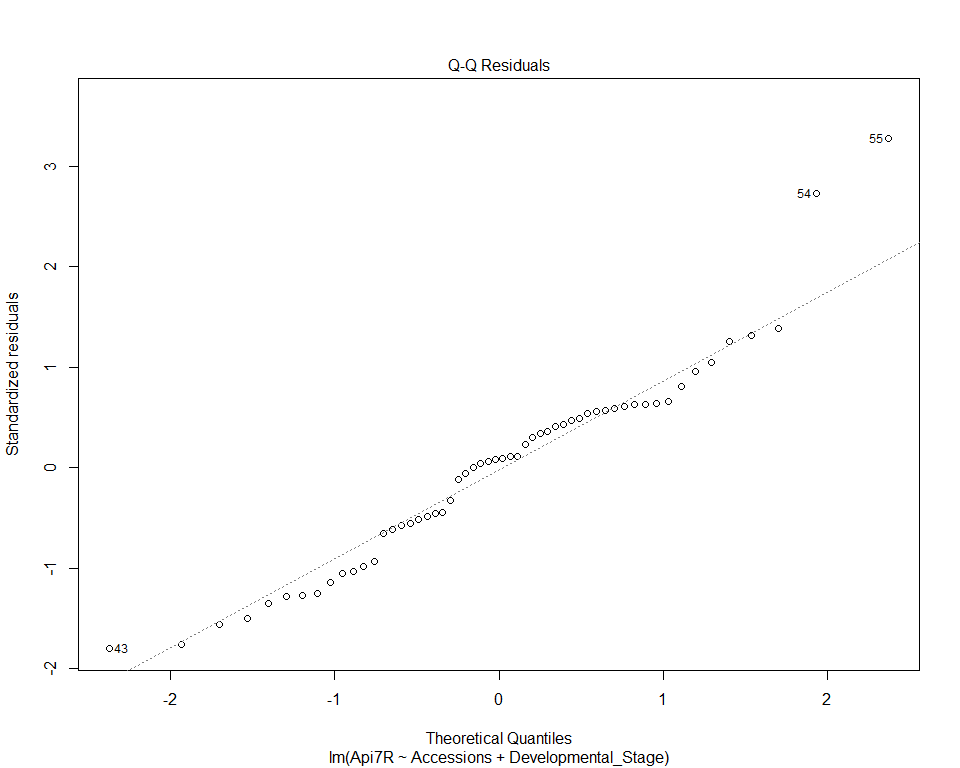 Q-Q Residuals
55
3
54
2
1
0
-1
43
-2
Standardized residuals
-2 -1 0 1 2
Theoretical Quantiles
lm(Api7R ~ Accessions + Developmental_Stage)